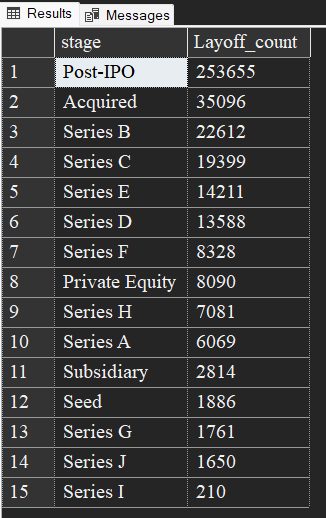 Results Messages
stage Layoff_count
1 Post-IPO 253655
2 Acquired 35096
3 Series B 22612
4 Series C 19399
5 Series E 14211
6 Series D 13588
7 Series F 8328
8 Private Equity 8090
9 Series H 7081
10 Series A 6069
11 Subsidiary 2814
12 Seed 1886
13 Series G 1761
14 Series J 1650
15 Series I 210